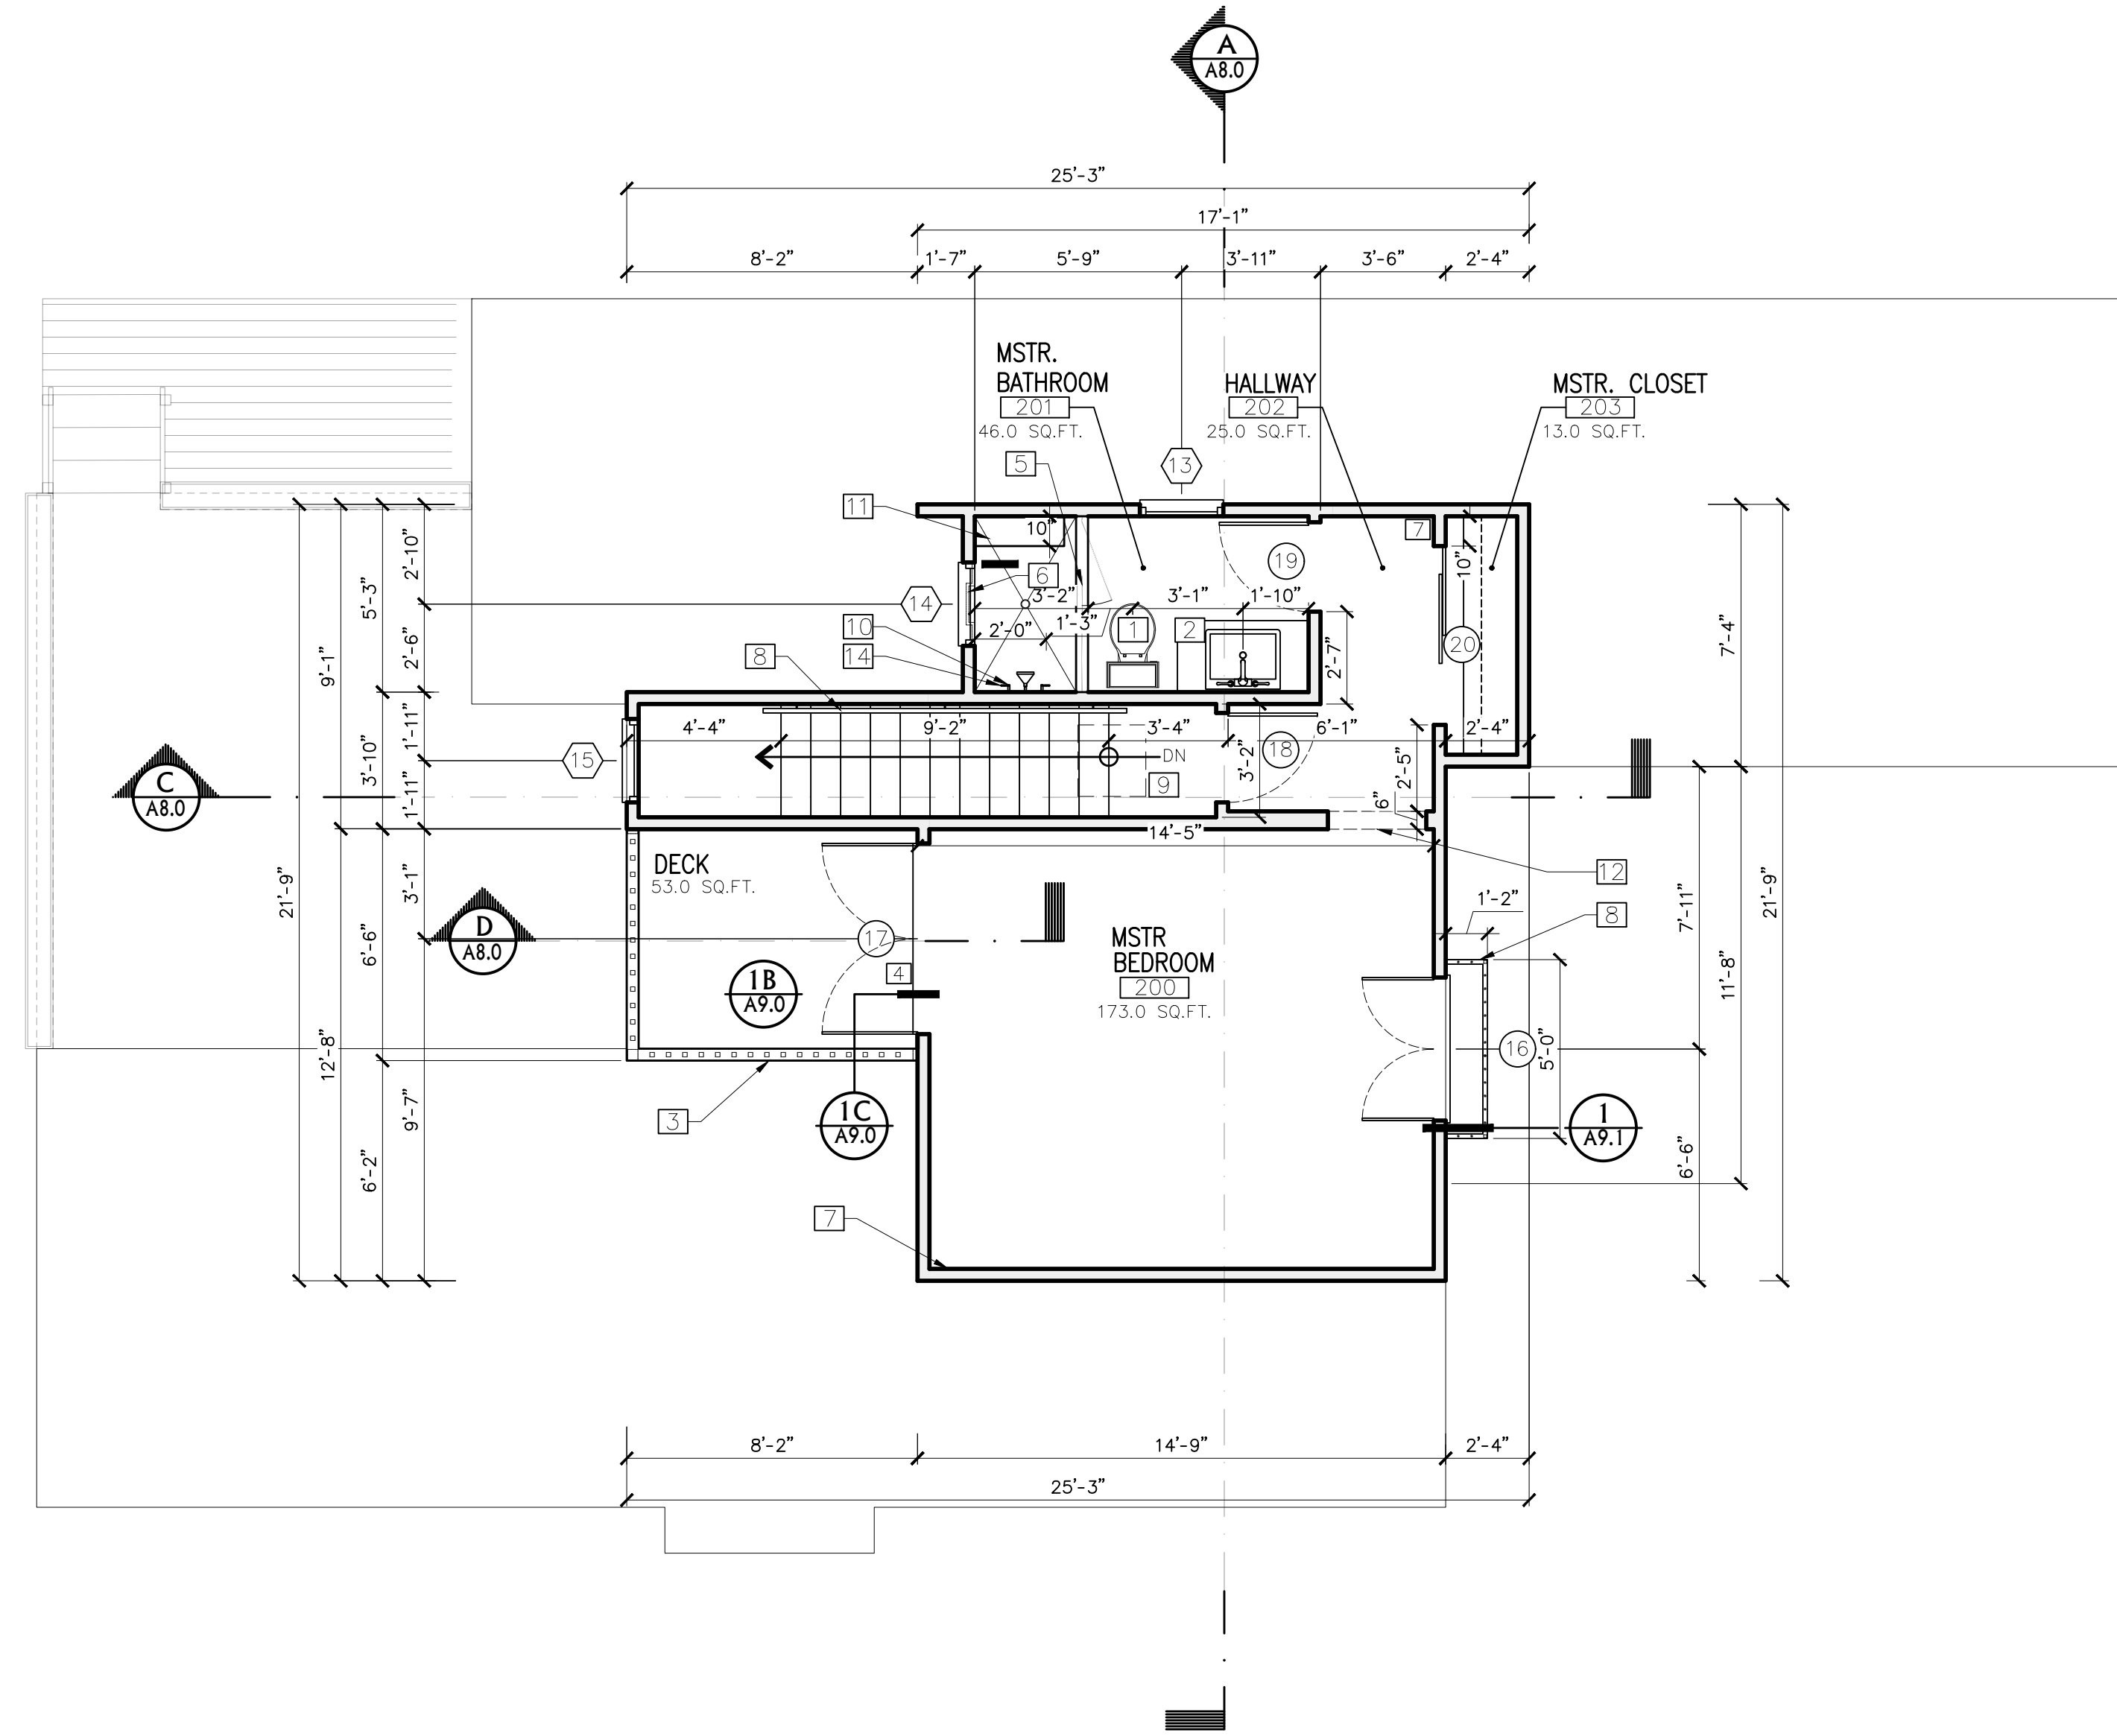 A
A8.0
25'-3"
17'-1"
8'-2" 1'-7" 5'-9" 3'-11" 3'-6" 2'-4"
MSTR.
BATHROOM
201
46.0 SQ.FT.
HALLWAY
202
25.0 SQ.FT.
MSTR. CLOSET
203
13.0 SQ.FT.
5
13
11
10"
7
19
10"
6
14
3'-2"
3'-1"
1'-10"
10
2'-0"
1'-3"
1
2
20
14
8
2'-7"
4'-4"
9'-2"
3'-4"
6'-1"
2'-4"
15
DN
18
3'-2"
9
2'-5"
6"
14'-5"
C
A8.0
21'-9"
9'-1"
12'-8"
5'-3"
3'-10"
6'-6"
6'-2"
2'-10"
2'-6"
1'-11"
1'-11"
3'-1"
9'-7"
DECK
53.0 SQ.FT.
12
8
1'-2"
D
A8.0
17
4
1B
A9.0
MSTR
BEDROOM
200
173.0 SQ.FT.
16
5'-0"
3
1C
A9.0
1
A9.1
7
7'-4"
7'-11"
11'-8"
6'-6"
21'-9"
8'-2" 14'-9" 2'-4"
25'-3"